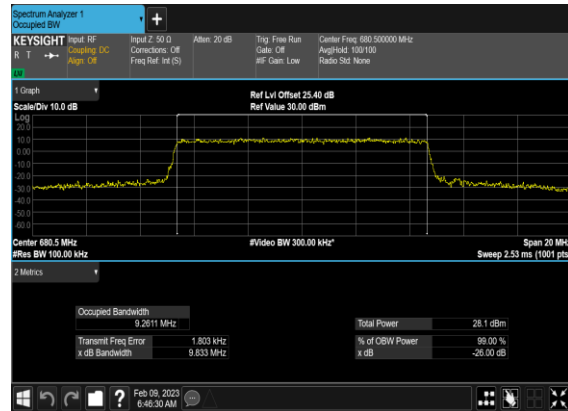 Spectrum Analyzer 1
Occupied BW
+
KEYSIGHT Input: RF Input Z: 50 Ω Atten: 20 dB Trig: Free Run Center Freq: 680.500000 MHz
R T Coupling: DC Corrections: Off Gate: Off Avg|Hold: 100/100
Align: Off Freq Ref: Int (S) #IF Gain: Low Radio Std: None
1 Graph
Ref Lvl Offset 25.40 dB
Scale/Div 10.0 dB Ref Value 30.00 dBm
Log
20.0
10.0
0.00
-10.0
-20.0
-30.0
-40.0
-50.0
-60.0
Center 680.5 MHz #Video BW 300.00 kHz* Span 20 MHz
#Res BW 100.00 kHz Sweep 2.53 ms (1001 pts
2 Metrics
Occupied Bandwidth
9.2611 MHz Total Power 28.1 dBm
Transmit Freq Error 1.803 kHz % of OBW Power 99.00 %
x dB Bandwidth 9.833 MHz x dB -26.00 dB
? Feb 09, 2023
6:46:30 AM